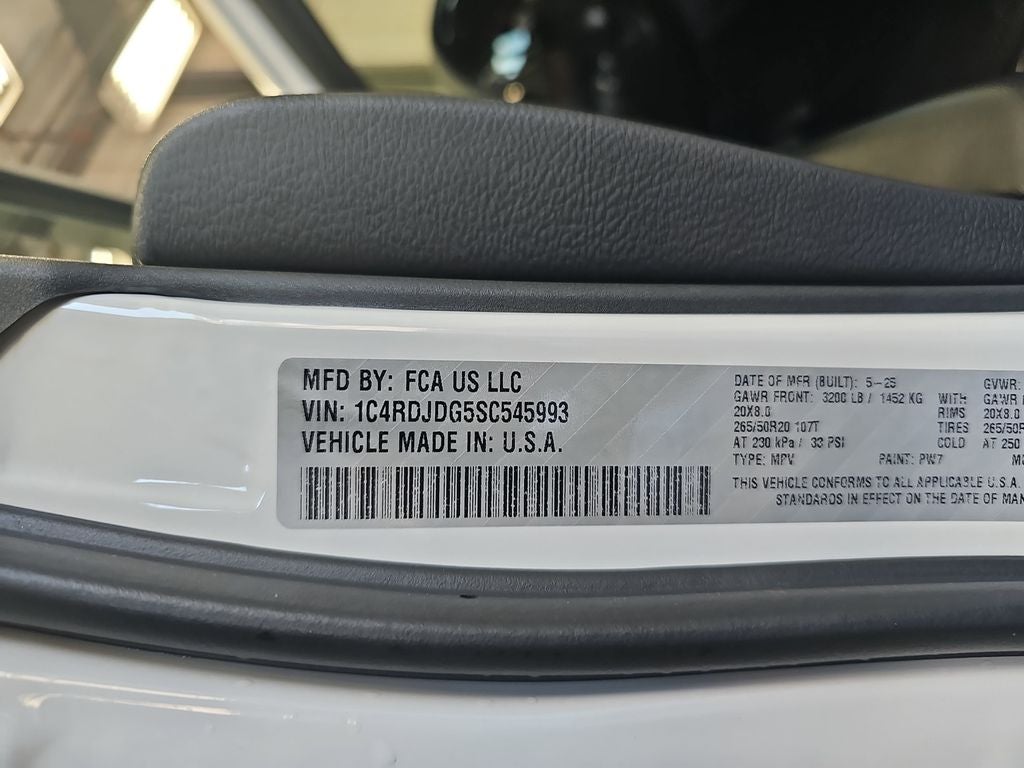 MFD BY: FCA US LLC
VIN: 1C4RDJDG5SC545993
VEHICLE MADE IN: U.S.A.
DATE OF MFR (BUILT): 5-25
GVWR:
GAWR FRONT: 3200 LB / 1452 KG WITH GAWR
20X8.0 RIMS 20X8.0
265/50R20 107T TIRES 265/50R
AT 230 kPa / 33 PSI COLD AT 250
TYPE: MPV PAINT: PW7
THIS VEHICLE CONFORMS TO ALL APPLICABLE U.S.A.
STANDARDS IN EFFECT ON THE DATE OF MAN